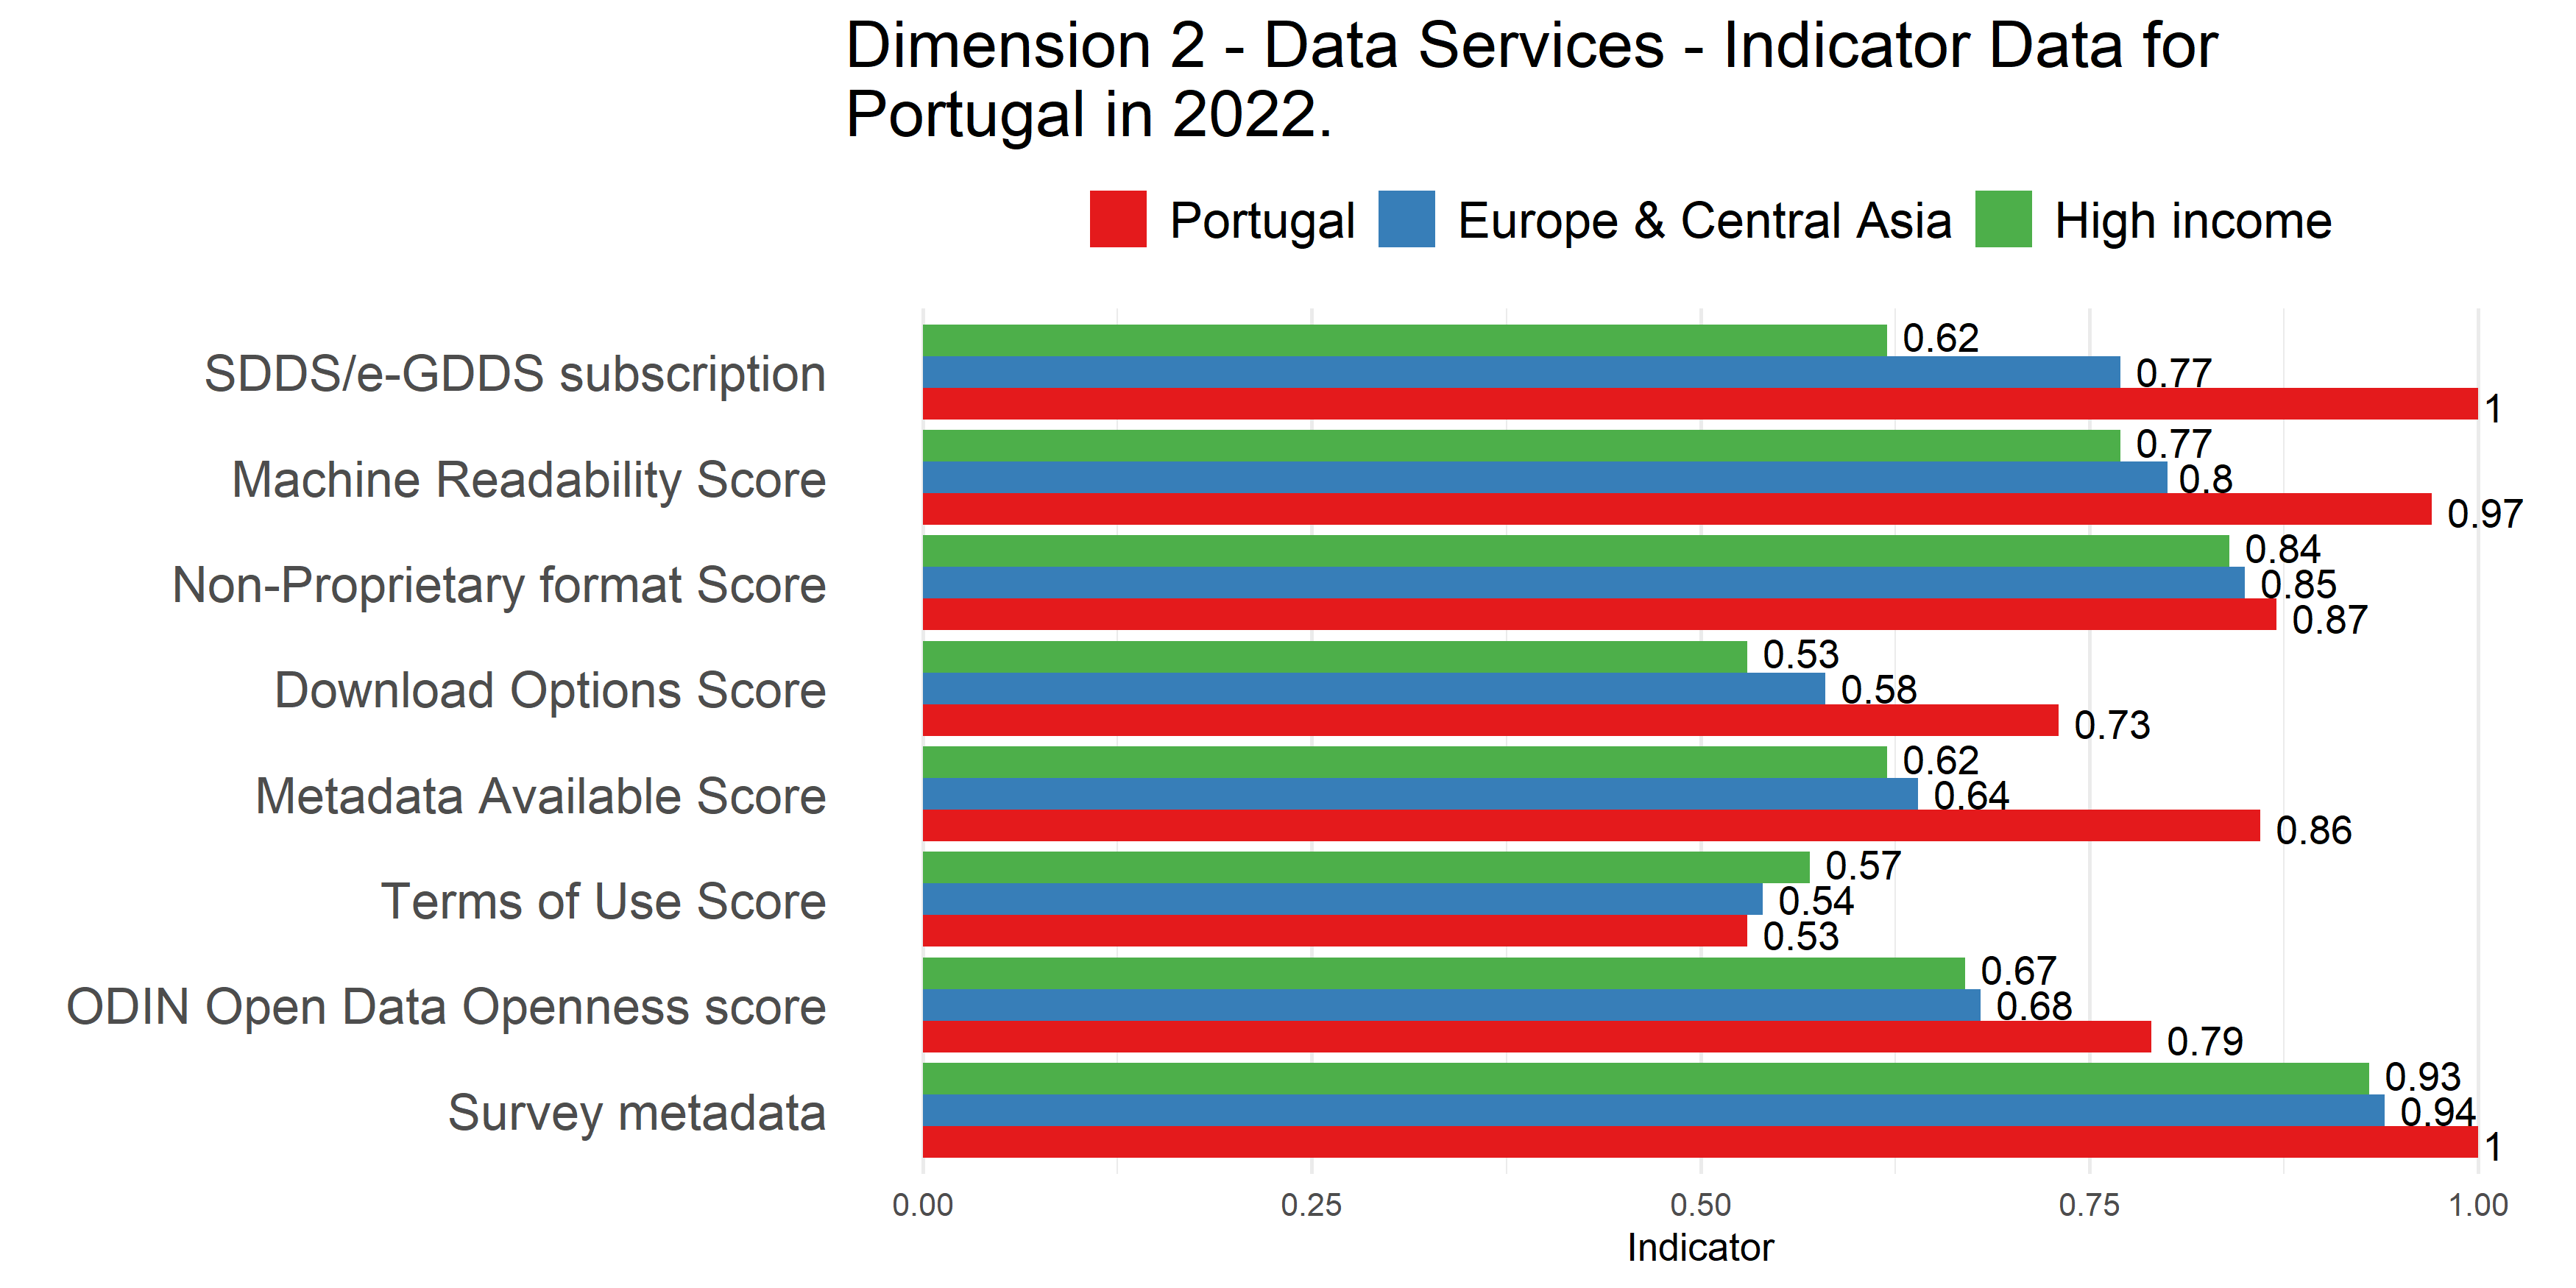 Dimension 2 - Data Services - Indicator Data for
Portugal in 2022.
Portugal Europe & Central Asia High income
SDDS/e-GDDS subscription
0.62
0.77
1
Machine Readability Score
0.77
0.8
0.97
Non-Proprietary format Score
0.84
0.85
0.87
Download Options Score
0.53
0.58
0.73
Metadata Available Score
0.62
0.64
0.86
Terms of Use Score
0.57
0.54
0.53
ODIN Open Data Openness score
0.67
0.68
0.79
Survey metadata
0.93
0.94
1
0.00 0.25 0.50 0.75 1.00
Indicator